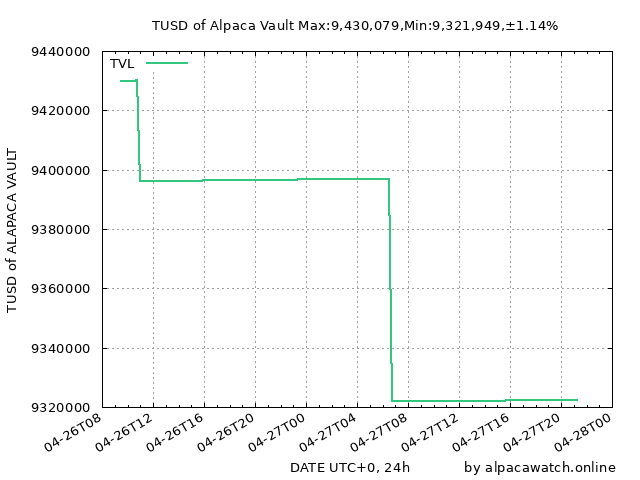 TUSD of Alpaca Vault Max:9,430,079,Min:9,321,949,±1.14%
TVL
9440000
9420000
9400000
9380000
9360000
9340000
9320000
TUSD of ALAPACA VAULT
04-26T08
04-26T12
04-26T16
04-26T20
04-27T00
04-27T04
04-27T08
04-27T12
04-27T16
04-27T20
04-28T00
DATE UTC+0, 24h
by alpacawatch.online